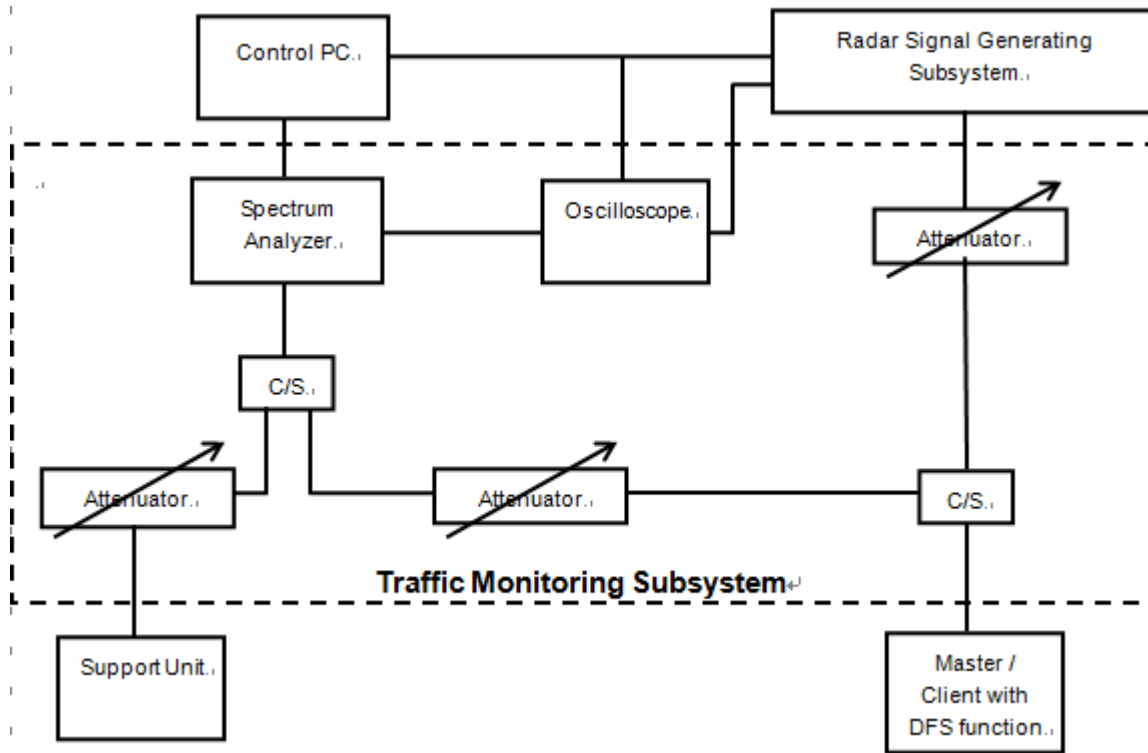 Control PC.
Radar Signal Generating
Subsystem.
Spectrum
Analyzer.
Oscilloscope.
Attenuator.
C/S.
Attenuator.
Attenuator.
C/S.
Traffic Monitoring Subsystem
Support Unit.
Master /
Client with
DFS function.